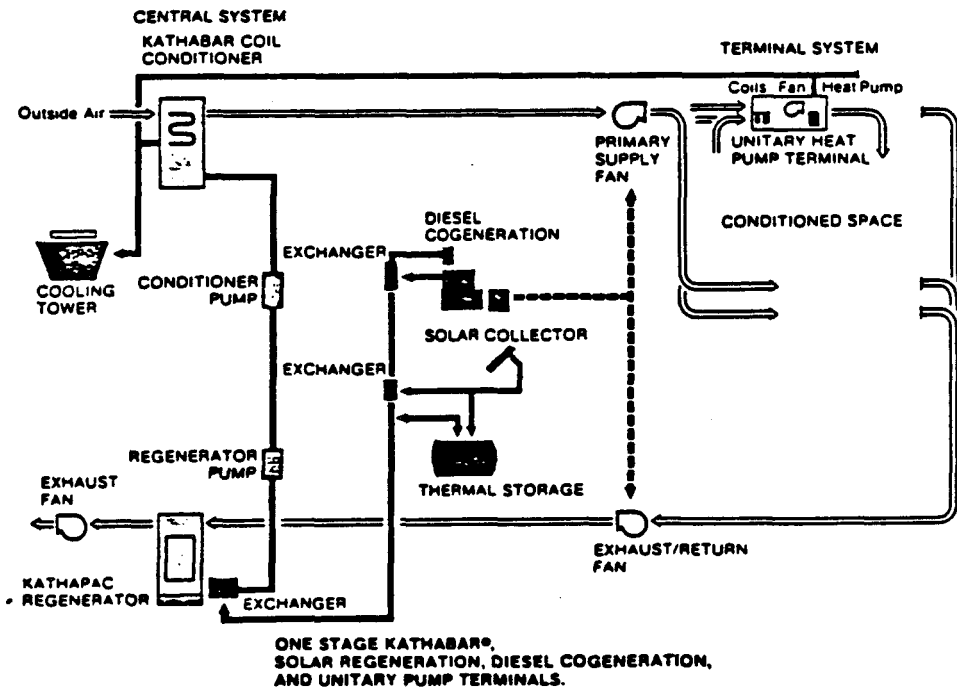 CENTRAL SYSTEM
KATHABAR COIL
CONDITIONER
TERMINAL SYSTEM
Coils Fan Heat Pump
Outside Air
PRIMARY
SUPPLY
FAN
UNITARY HEAT
PUMP TERMINAL
DIESEL
COGENERATION
CONDITIONED SPACE
EXCHANGER
COOLING
TOWER
CONDITIONER
PUMP
SOLAR COLLECTOR
EXCHANGER
REGENERATOR
PUMP
THERMAL STORAGE
EXHAUST
FAN
EXHAUST/RETURN
FAN
KATHAPAC
REGENERATOR
EXCHANGER
ONE STAGE KATHABAR®,
SOLAR REGENERATION, DIESEL COGENERATION,
AND UNITARY PUMP TERMINALS.